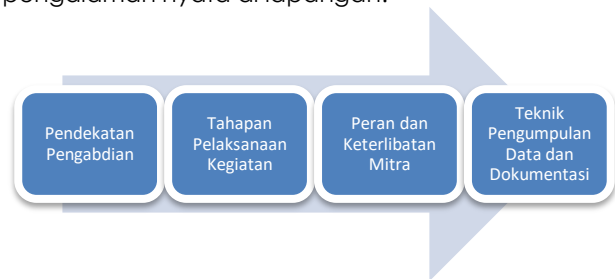 pengalaman nyata di lapangan.
Pendekatan
Pengabdian
Tahapan
Pelaksanaan
Kegiatan
Peran dan
Keterlibatan
Mitra
Teknik
Pengumpulan
Data dan
Dokumentasi